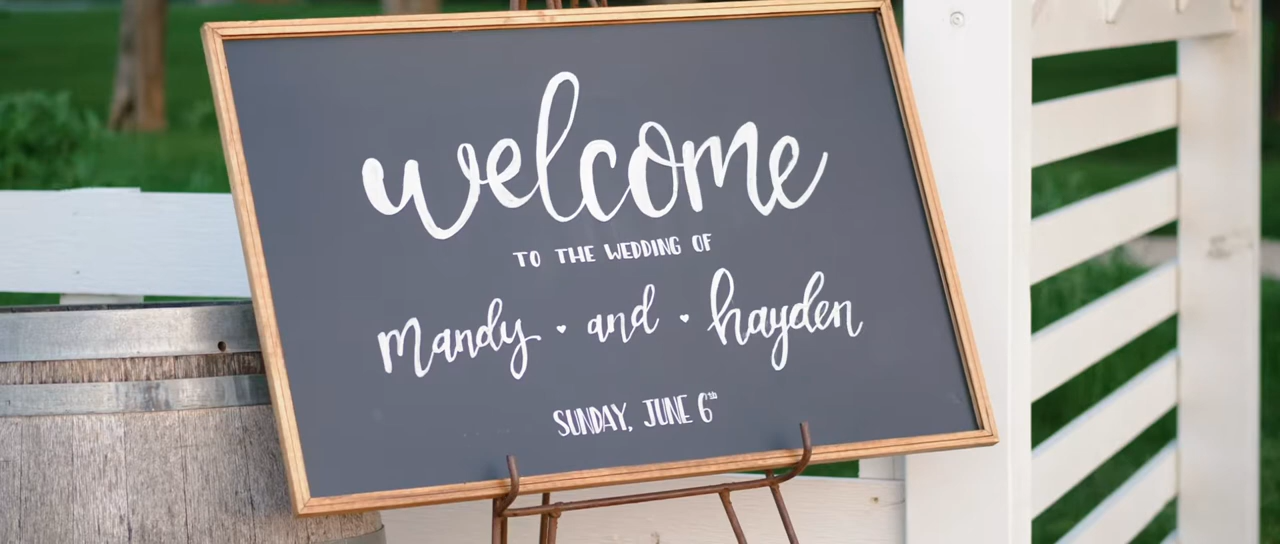 welcome
TO THE WEDDING OF
mandy · and · hayden
SUNDAY, JUNE 6th